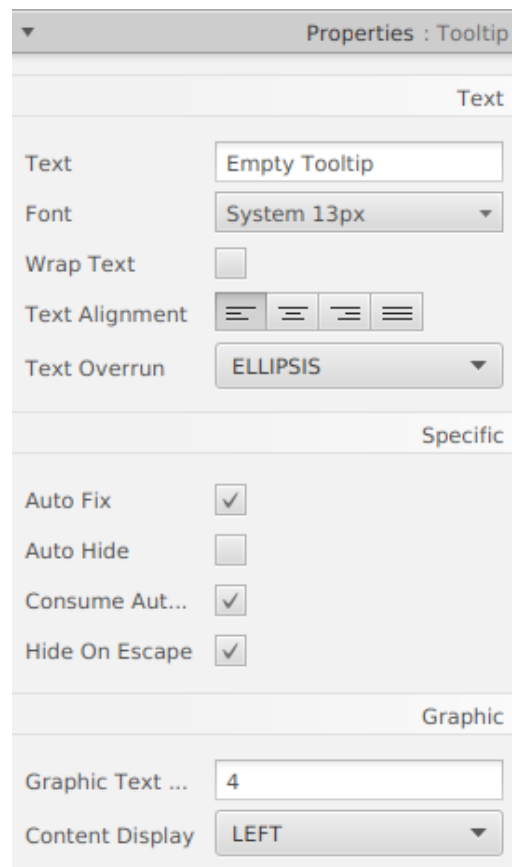 Properties : Tooltip
Text
Text Empty Tooltip
Font System 13px
Wrap Text
Text Alignment
Text Overrun ELLIPSIS
Specific
Auto Fix
Auto Hide
Consume Aut...
Hide On Escape
Graphic
Graphic Text ... 4
Content Display LEFT